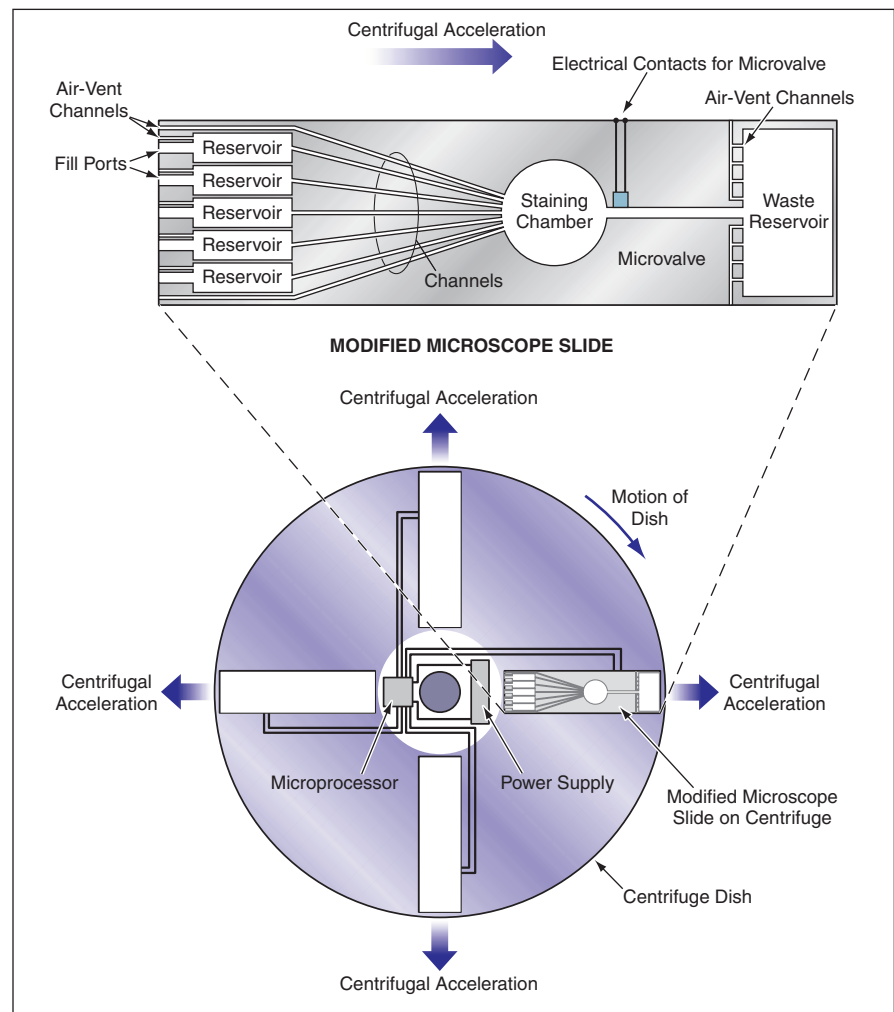 Centrifugal Acceleration
Electrical Contacts for Microvalve
Air-Vent
Channels
Air-Vent Channels
Fill Ports
Reservoir
Reservoir
Reservoir
Reservoir
Reservoir
Staining
Chamber
Waste
Reservoir
Microvalve
Channels
MODIFIED MICROSCOPE SLIDE
Centrifugal Acceleration
Motion of
Dish
Centrifugal
Acceleration
Centrifugal
Acceleration
Microprocessor
Power Supply
Modified Microscope
Slide on Centrifuge
Centrifuge Dish
Centrifugal Acceleration